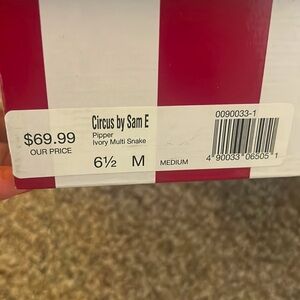 $69.99
OUR PRICE
Circus by Sam E
Pipper
Ivory Multi Snake
6½ M MEDIUM
0090033-1
4 90033 06505 1